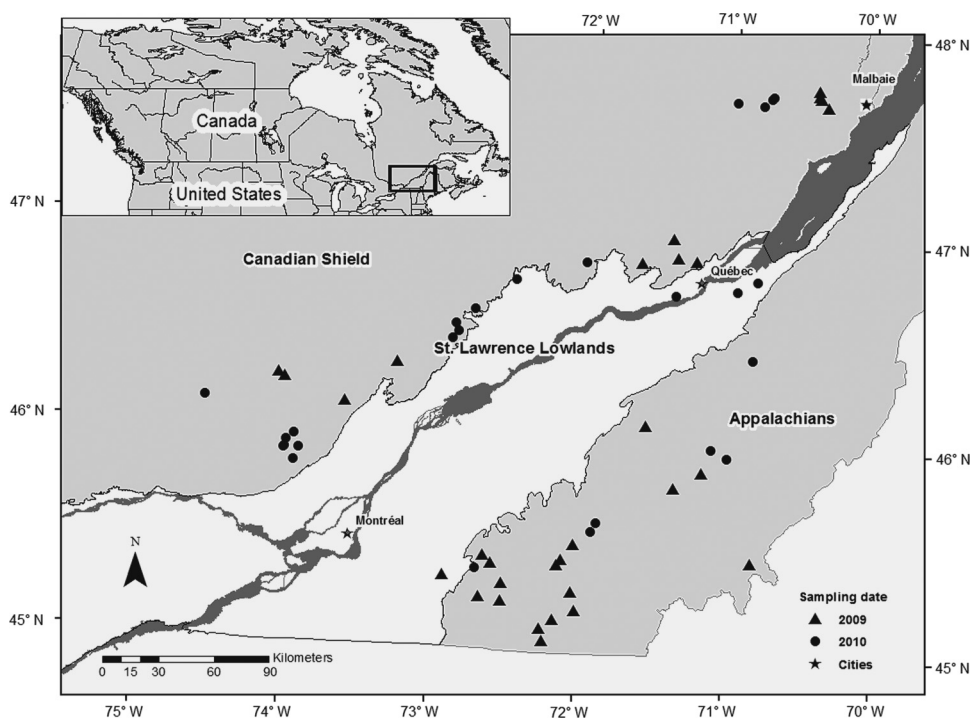 72°W
71°W
70°W
48°N
Malbaie
Canada
United States
47°N
Canadian Shield
47°N
Québec
St. Lawrence Lowlands
46°N
Appalachians
46°N
Montréal
N
Sampling date
2009
2010
Cities
45°N
Kilometers
0 15 30 60 90
45°N
75°W
74°W
73°W
72°W
71°W
70°W